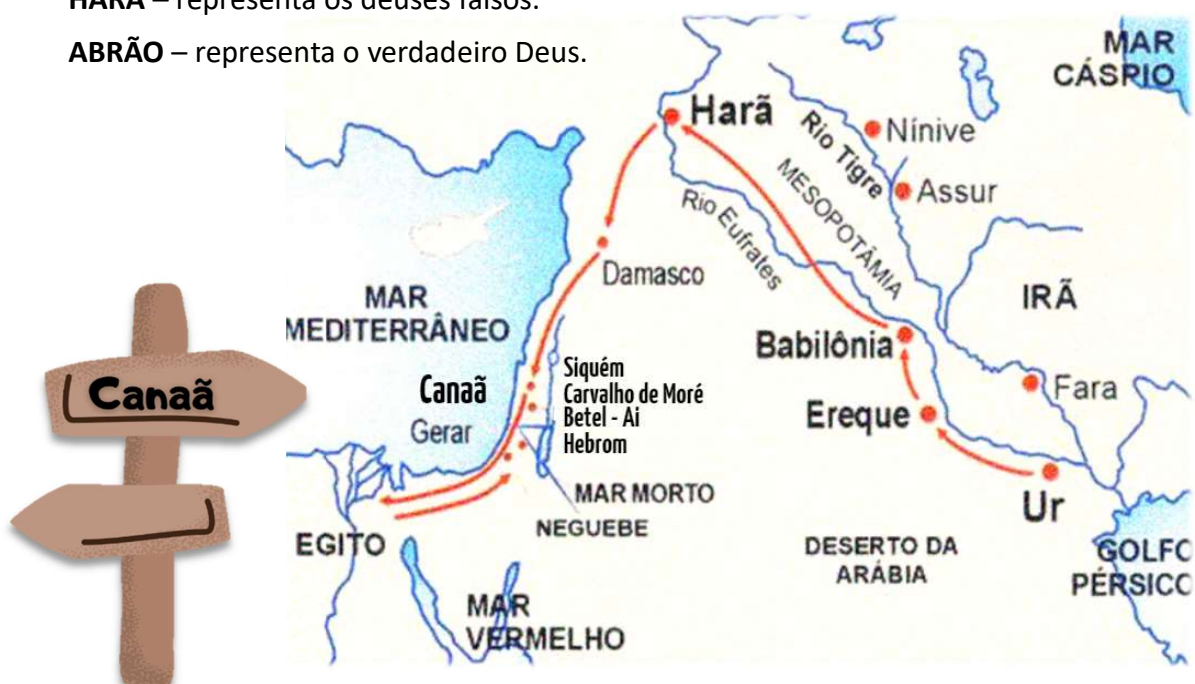 HARÃ – representa os deuses falsos.
ABRÃO – representa o verdadeiro Deus.
MAR
CÁSPIO
Harã
Rio Tigre
Nínive
Assur
MESOPOTÂMIA
Rio Eufrates
Damasco
IRÃ
MAR
MEDITERRÂNEO
Babilônia
Siquém
Carvalho de Moré
Betel - Ai
Hebrom
Canaã
Gerar
Fara
Ereque
Canaã
Ur
MAR MORTO
NEGUEBE
EGITO
DESERTO DA
ARÁBIA
GOLFO
PÉRSICO
MAR
VERMELHO